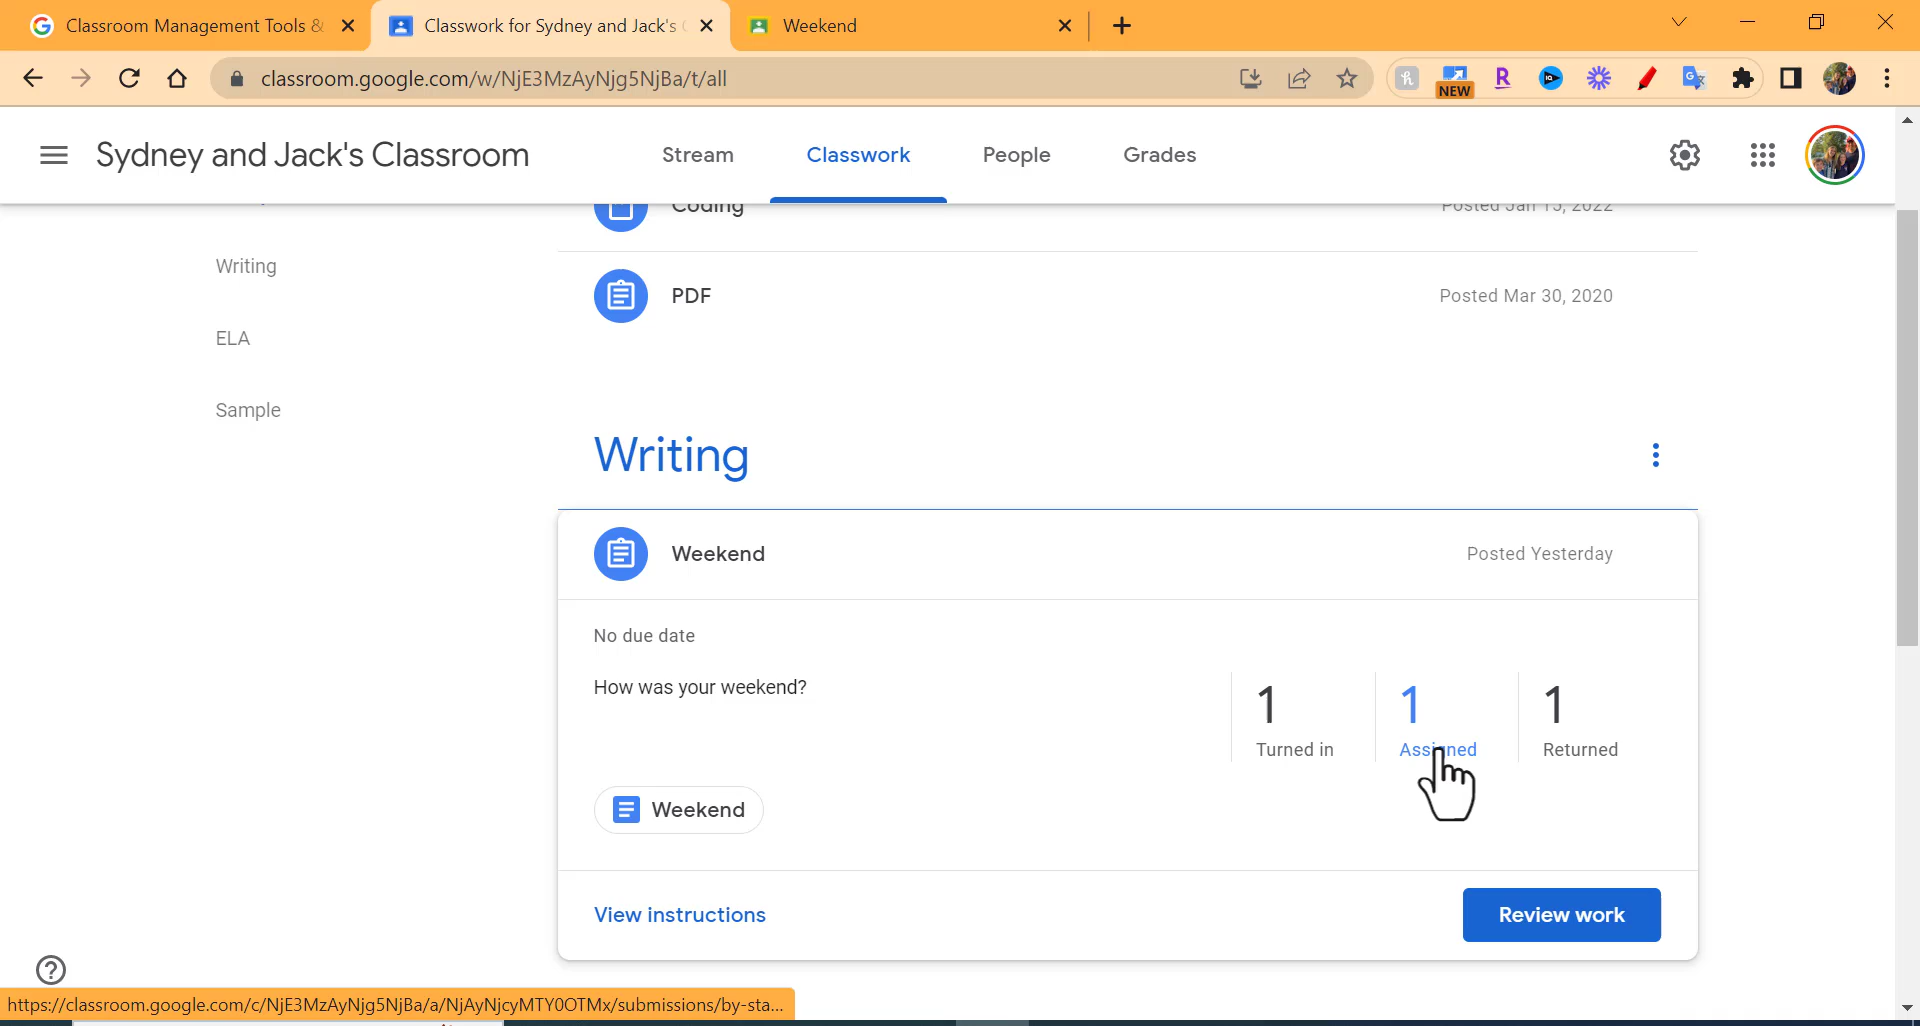 Classroom Management Tools &
Classwork for Sydney and Jack's
Weekend
classroom.google.com/w/NjE3MzAyNjg5NjBa/t/all
NEW
R
Sydney and Jack's Classroom
Stream
Classwork
People
Grades
Coding
Posted Jan 15, 2022
Writing
PDF
Posted Mar 30, 2020
ELA
Sample
Writing
Weekend
Posted Yesterday
No due date
How was your weekend?
1
1
1
Turned in
Assigned
Returned
Weekend
View instructions
Review work
https://classroom.google.com/c/NjE3MzAyNjg5NjBa/a/NjAyNjcyMTY0OTMx/submissions/by-sta...